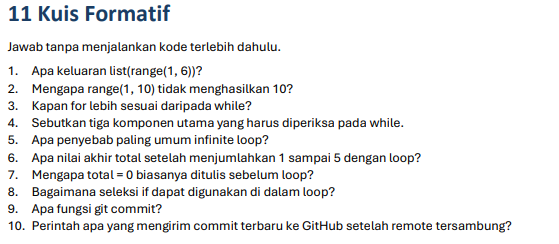 11 Kuis Formatif
Jawab tanpa menjalankan kode terlebih dahulu.
1. Apa keluaran list(range(1, 6))?
2. Mengapa range(1, 10) tidak menghasilkan 10?
3. Kapan for lebih sesuai daripada while?
4. Sebutkan tiga komponen utama yang harus diperiksa pada while.
5. Apa penyebab paling umum infinite loop?
6. Apa nilai akhir total setelah menjumlahkan 1 sampai 5 dengan loop?
7. Mengapa total = 0 biasanya ditulis sebelum loop?
8. Bagaimana seleksi if dapat digunakan di dalam loop?
9. Apa fungsi git commit?
10. Perintah apa yang mengirim commit terbaru ke GitHub setelah remote tersambung?